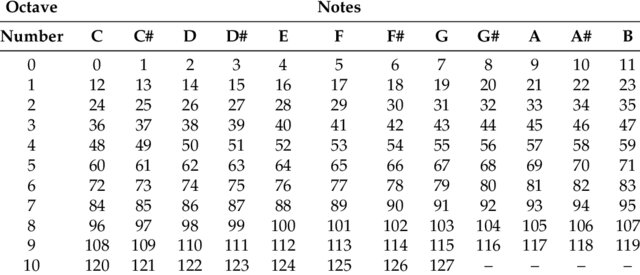 Octave Notes
Number C C# D D# E F F# G G# A A# B
0 0 1 2 3 4 5 6 7 8 9 10 11
1 12 13 14 15 16 17 18 19 20 21 22 23
2 24 25 26 27 28 29 30 31 32 33 34 35
3 36 37 38 39 40 41 42 43 44 45 46 47
4 48 49 50 51 52 53 54 55 56 57 58 59
5 60 61 62 63 64 65 66 67 68 69 70 71
6 72 73 74 75 76 77 78 79 80 81 82 83
7 84 85 86 87 88 89 90 91 92 93 94 95
8 96 97 98 99 100 101 102 103 104 105 106 107
9 108 109 110 111 112 113 114 115 116 117 118 119
10 120 121 122 123 124 125 126 127 – – – –